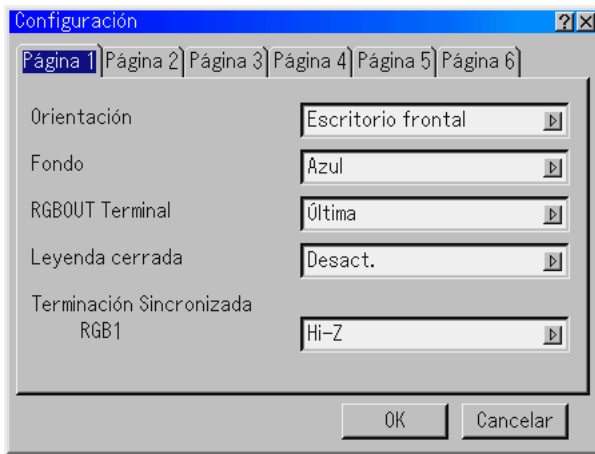 Configuración
Página 1 Página 2 Página 3 Página 4 Página 5 Página 6
Orientación Escritorio frontal
Fondo Azul
RGBOUT Terminal Última
Leyenda cerrada Desact.
Terminación Sincronizada
RGB1 Hi-Z
OK Cancelar